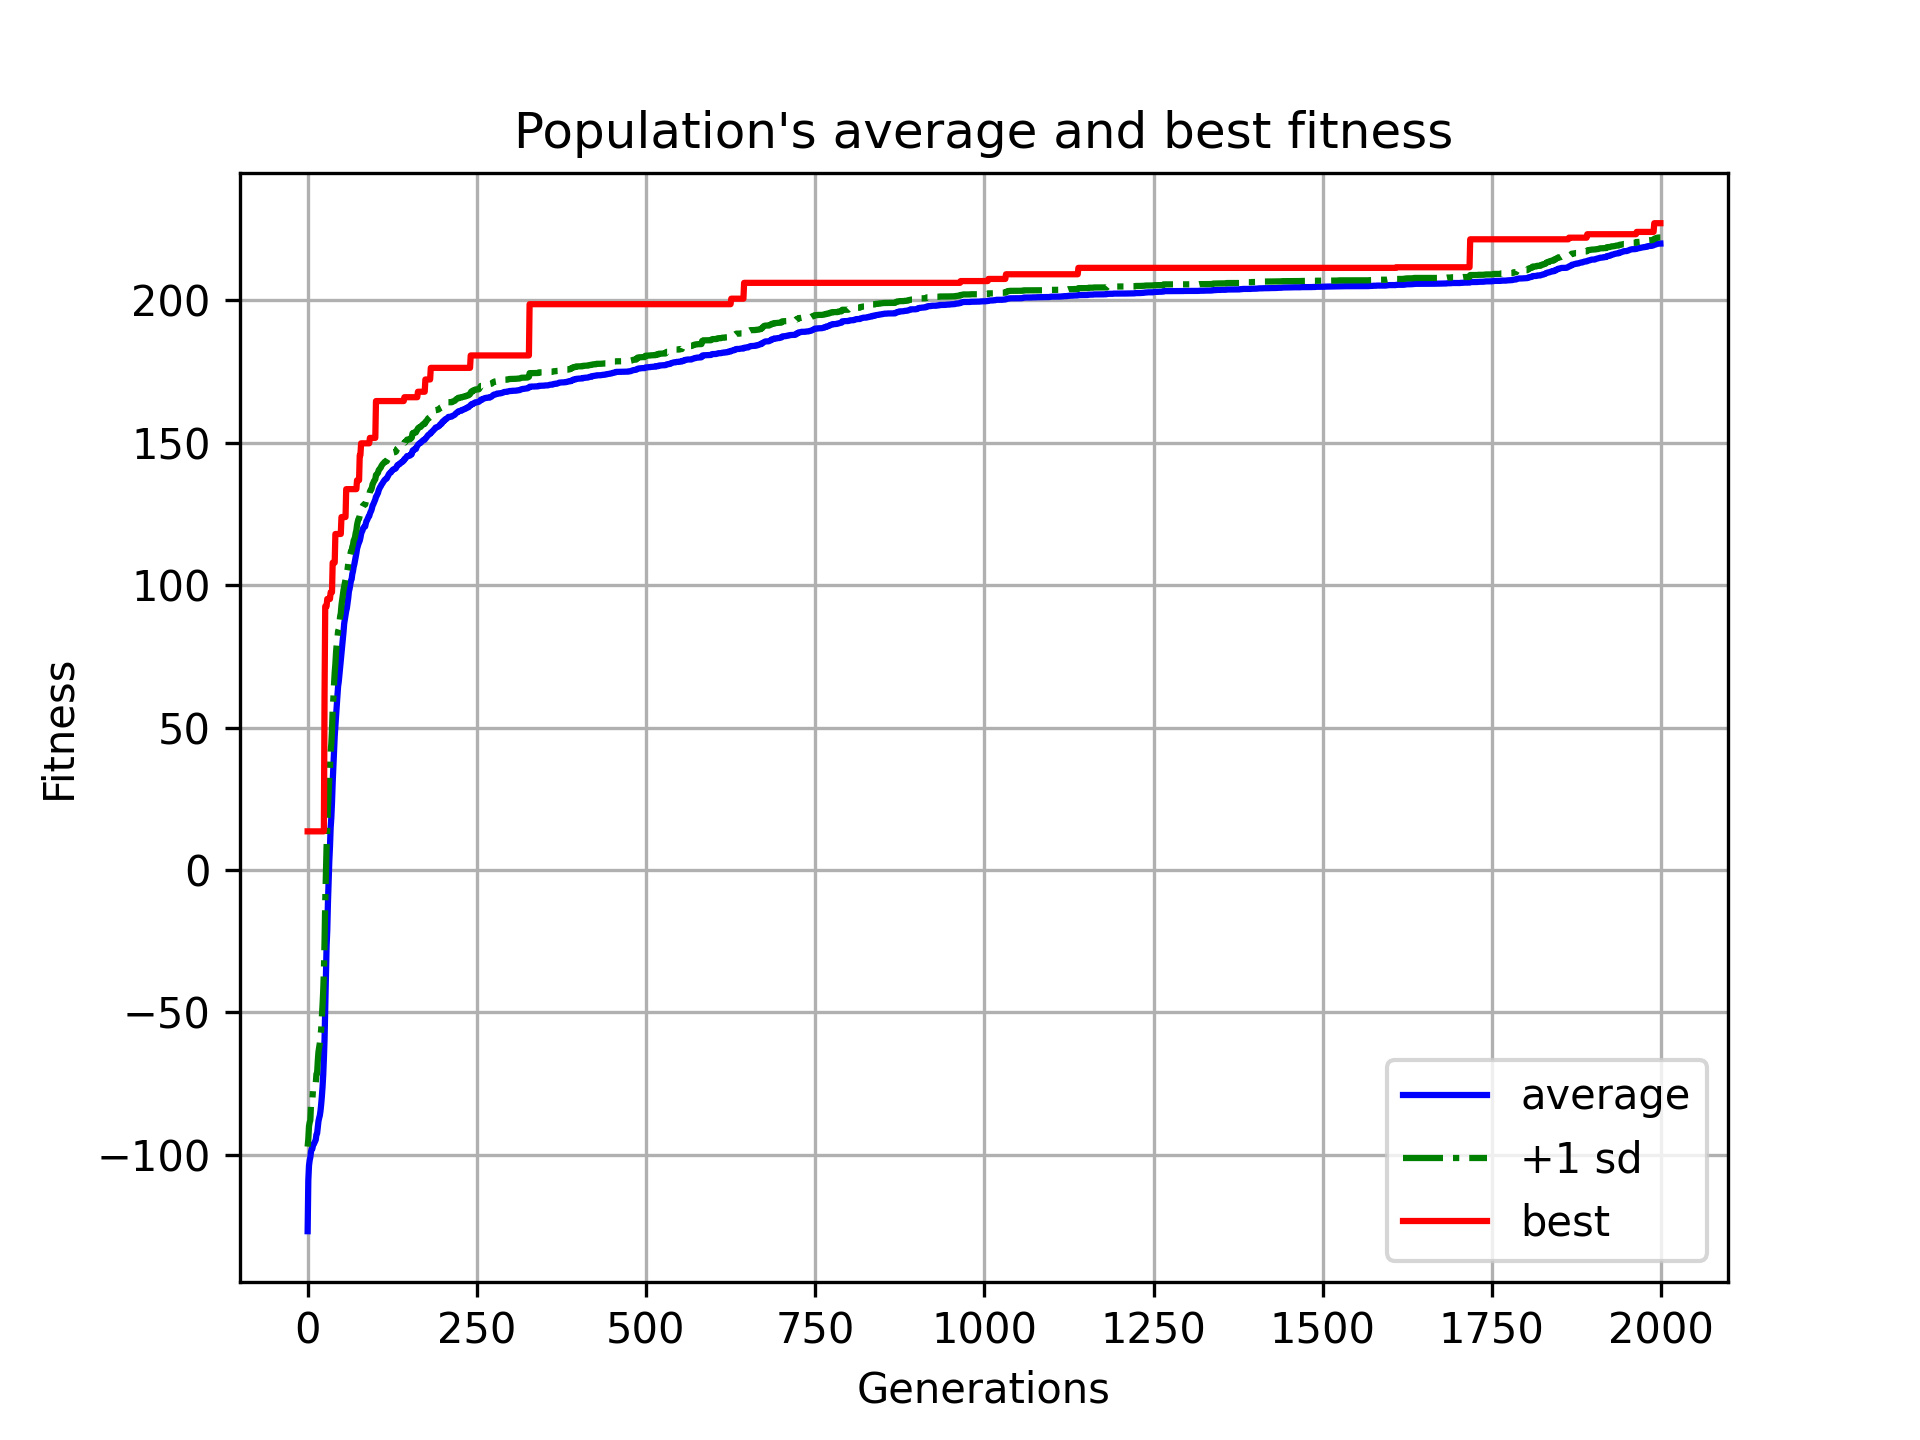 Population's average and best fitness
Fitness
200
150
100
50
0
−50
−100
average
+1 sd
best
0 250 500 750 1000 1250 1500 1750 2000
Generations